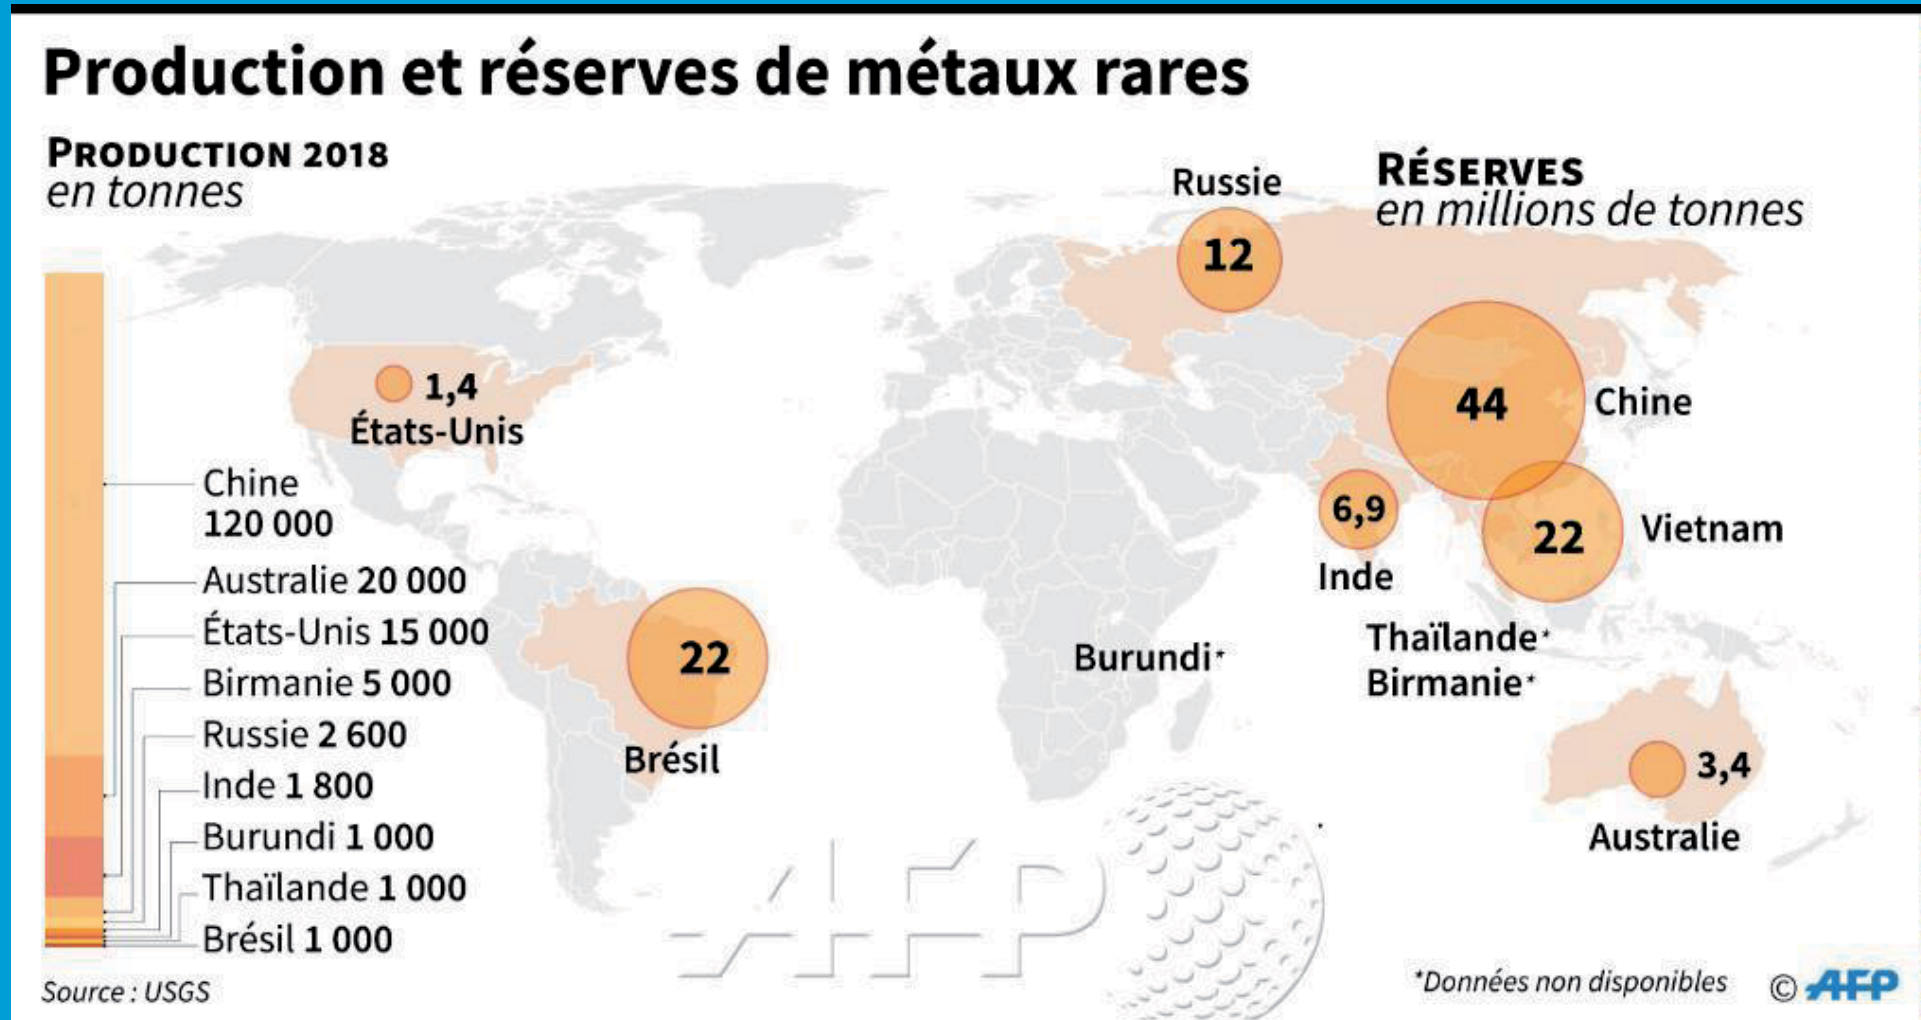 Production et réserves de métaux rares
PRODUCTION 2018
en tonnes
Chine
120 000
Australie 20 000
États-Unis 15 000
Birmanie 5 000
Russie 2 600
Inde 1 800
Burundi 1 000
Thaïlande 1 000
Brésil 1 000
Source : USGS
RÉSERVES
en millions de tonnes
Russie
12
1,4
États-Unis
44
Chine
6,9
Inde
22
Vietnam
22
Brésil
Burundi*
Thaïlande*
Birmanie*
3,4
Australie
AFP
*Données non disponibles
© AFP